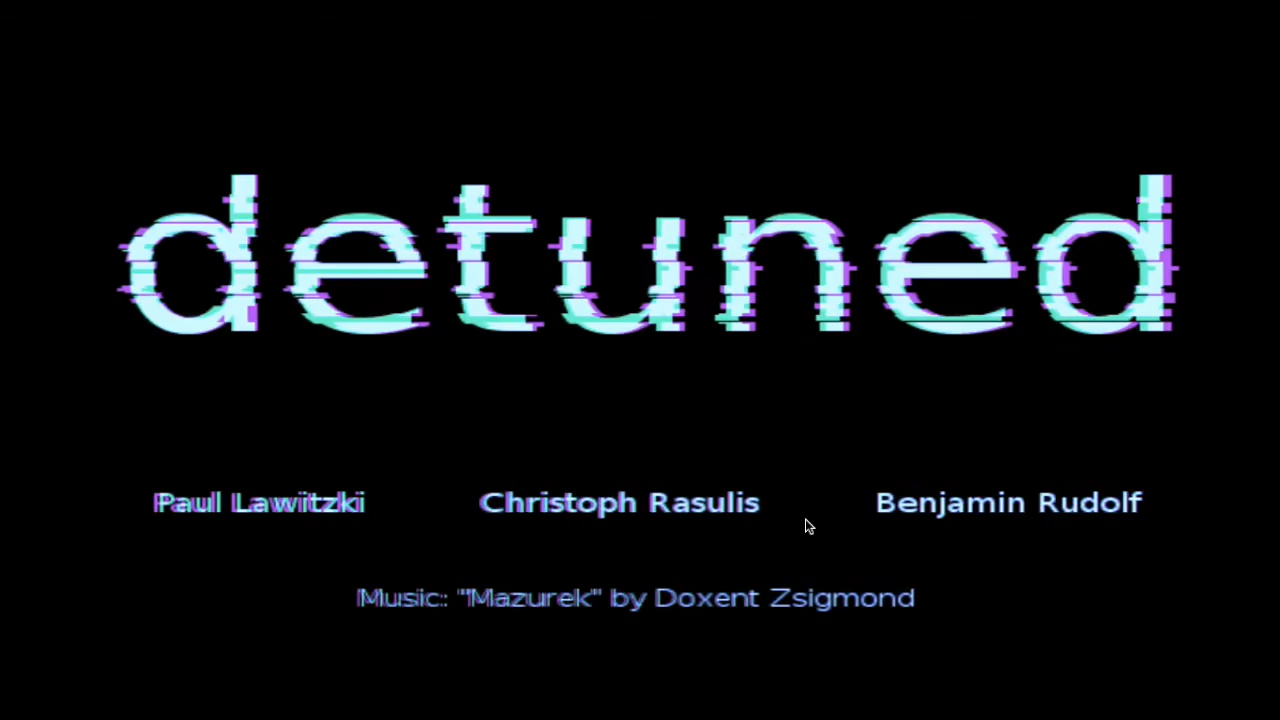 detuned
Paul Lawitzki Christoph Rasulis Benjamin Rudolf
Music: "Mazurek" by Doxent Zsigmond